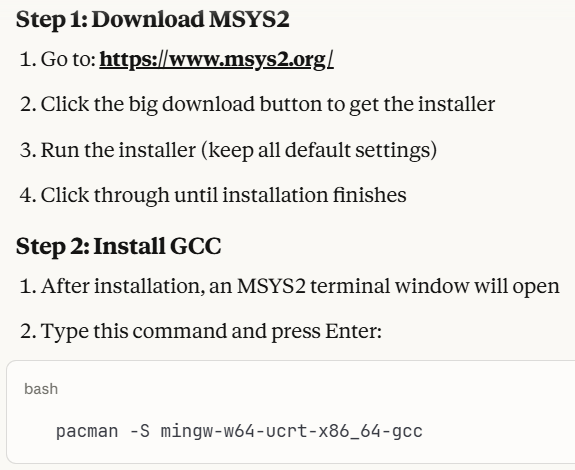 Step 1: Download MSYS2
1. Go to: https://www.msys2.org/
2. Click the big download button to get the installer
3. Run the installer (keep all default settings)
4. Click through until installation finishes
Step 2: Install GCC
1. After installation, an MSYS2 terminal window will open
2. Type this command and press Enter:
bash
pacman -S mingw-w64-ucrt-x86_64-gcc